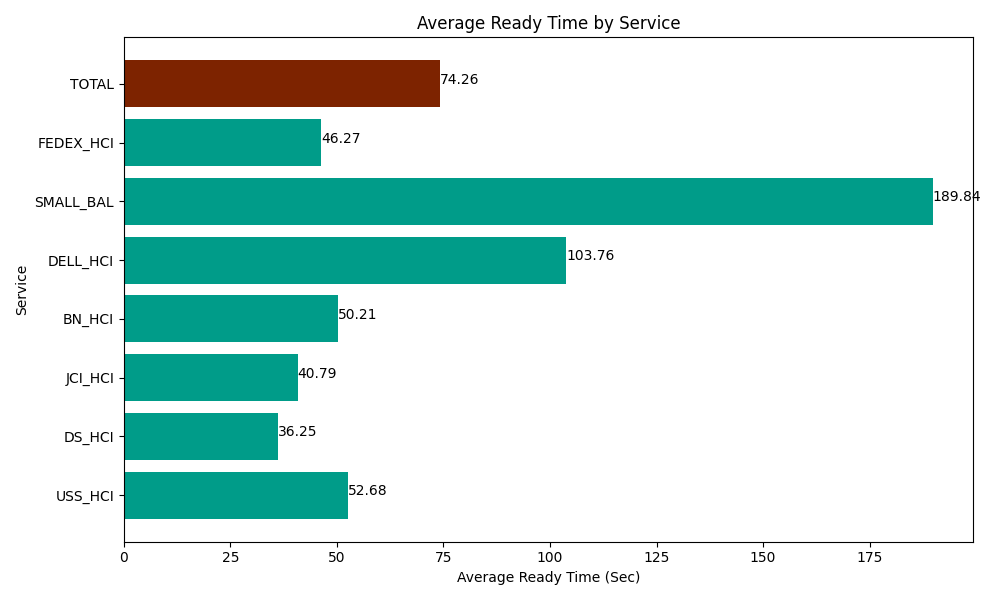 Average Ready Time by Service
Service
TOTAL 74.26
FEDEX_HCI 46.27
SMALL_BAL 189.84
DELL_HCI 103.76
BN_HCI 50.21
JCI_HCI 40.79
DS_HCI 36.25
USS_HCI 52.68
0 25 50 75 100 125 150 175
Average Ready Time (Sec)